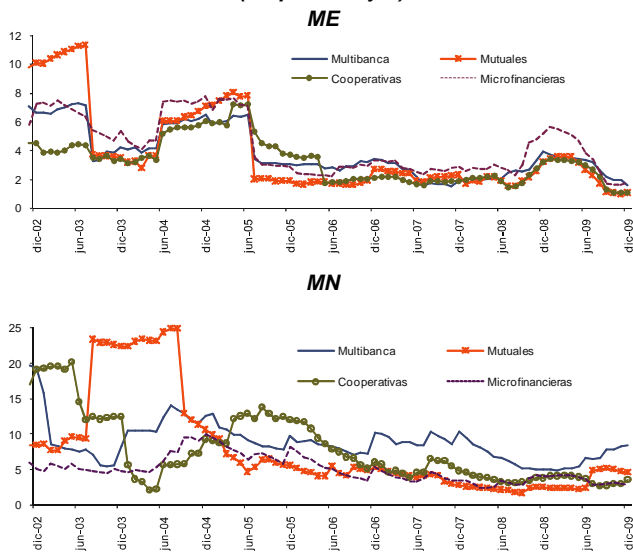 ME
12
10
8
6
4
2
0
Multibanca
Mutuales
Cooperativas
Microfinancieras
dic-02
jun-03
dic-03
jun-04
dic-04
jun-05
dic-05
jun-06
dic-06
jun-07
dic-07
jun-08
dic-08
jun-09
dic-09
MN
25
20
15
10
5
0
Multibanca
Mutuales
Cooperativas
Microfinancieras
dic-02
jun-03
dic-03
jun-04
dic-04
jun-05
dic-05
jun-06
dic-06
jun-07
dic-07
jun-08
dic-08
jun-09
dic-09